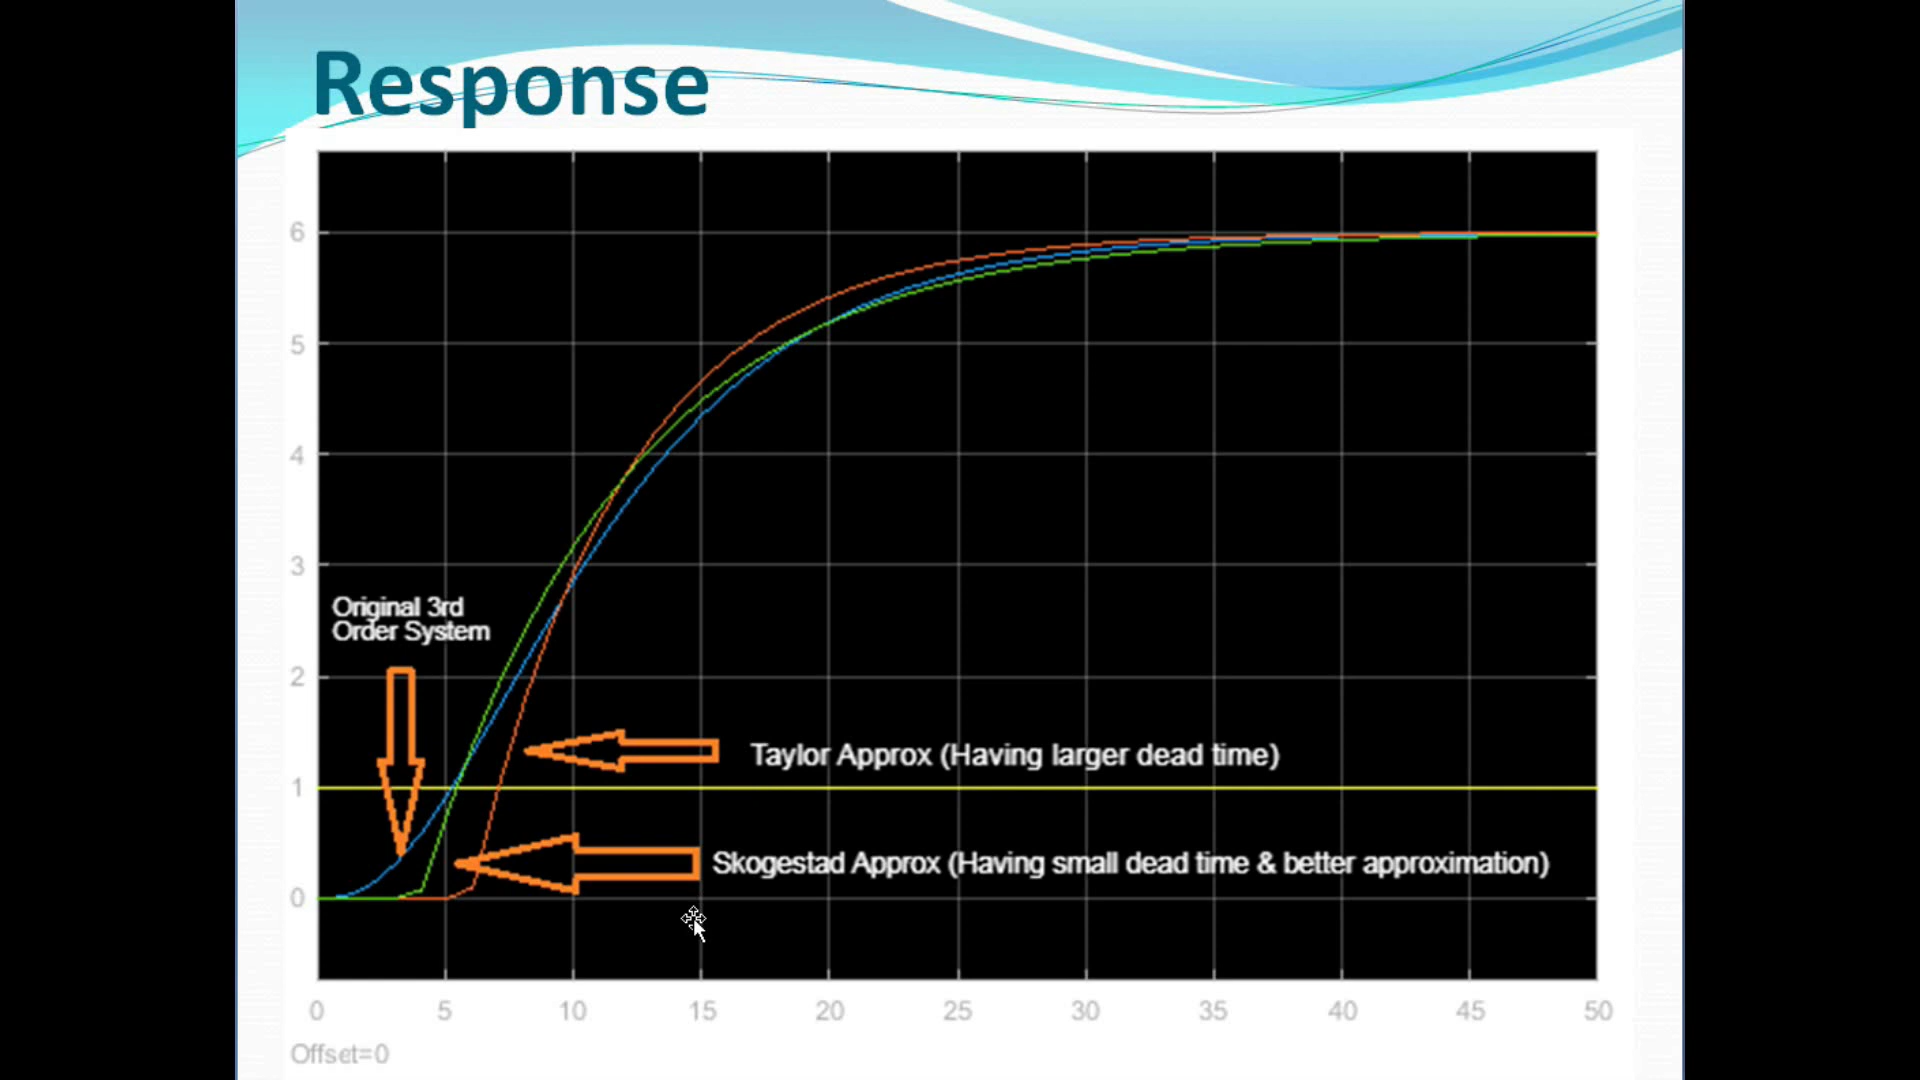 Response
6
5
4
3
Original 3rd
Order System
2
Taylor Approx (Having larger dead time)
1
Skogestad Approx (Having small dead time & better approximation)
0
0 5 10 15 20 25 30 35 40 45 50
Offset=0